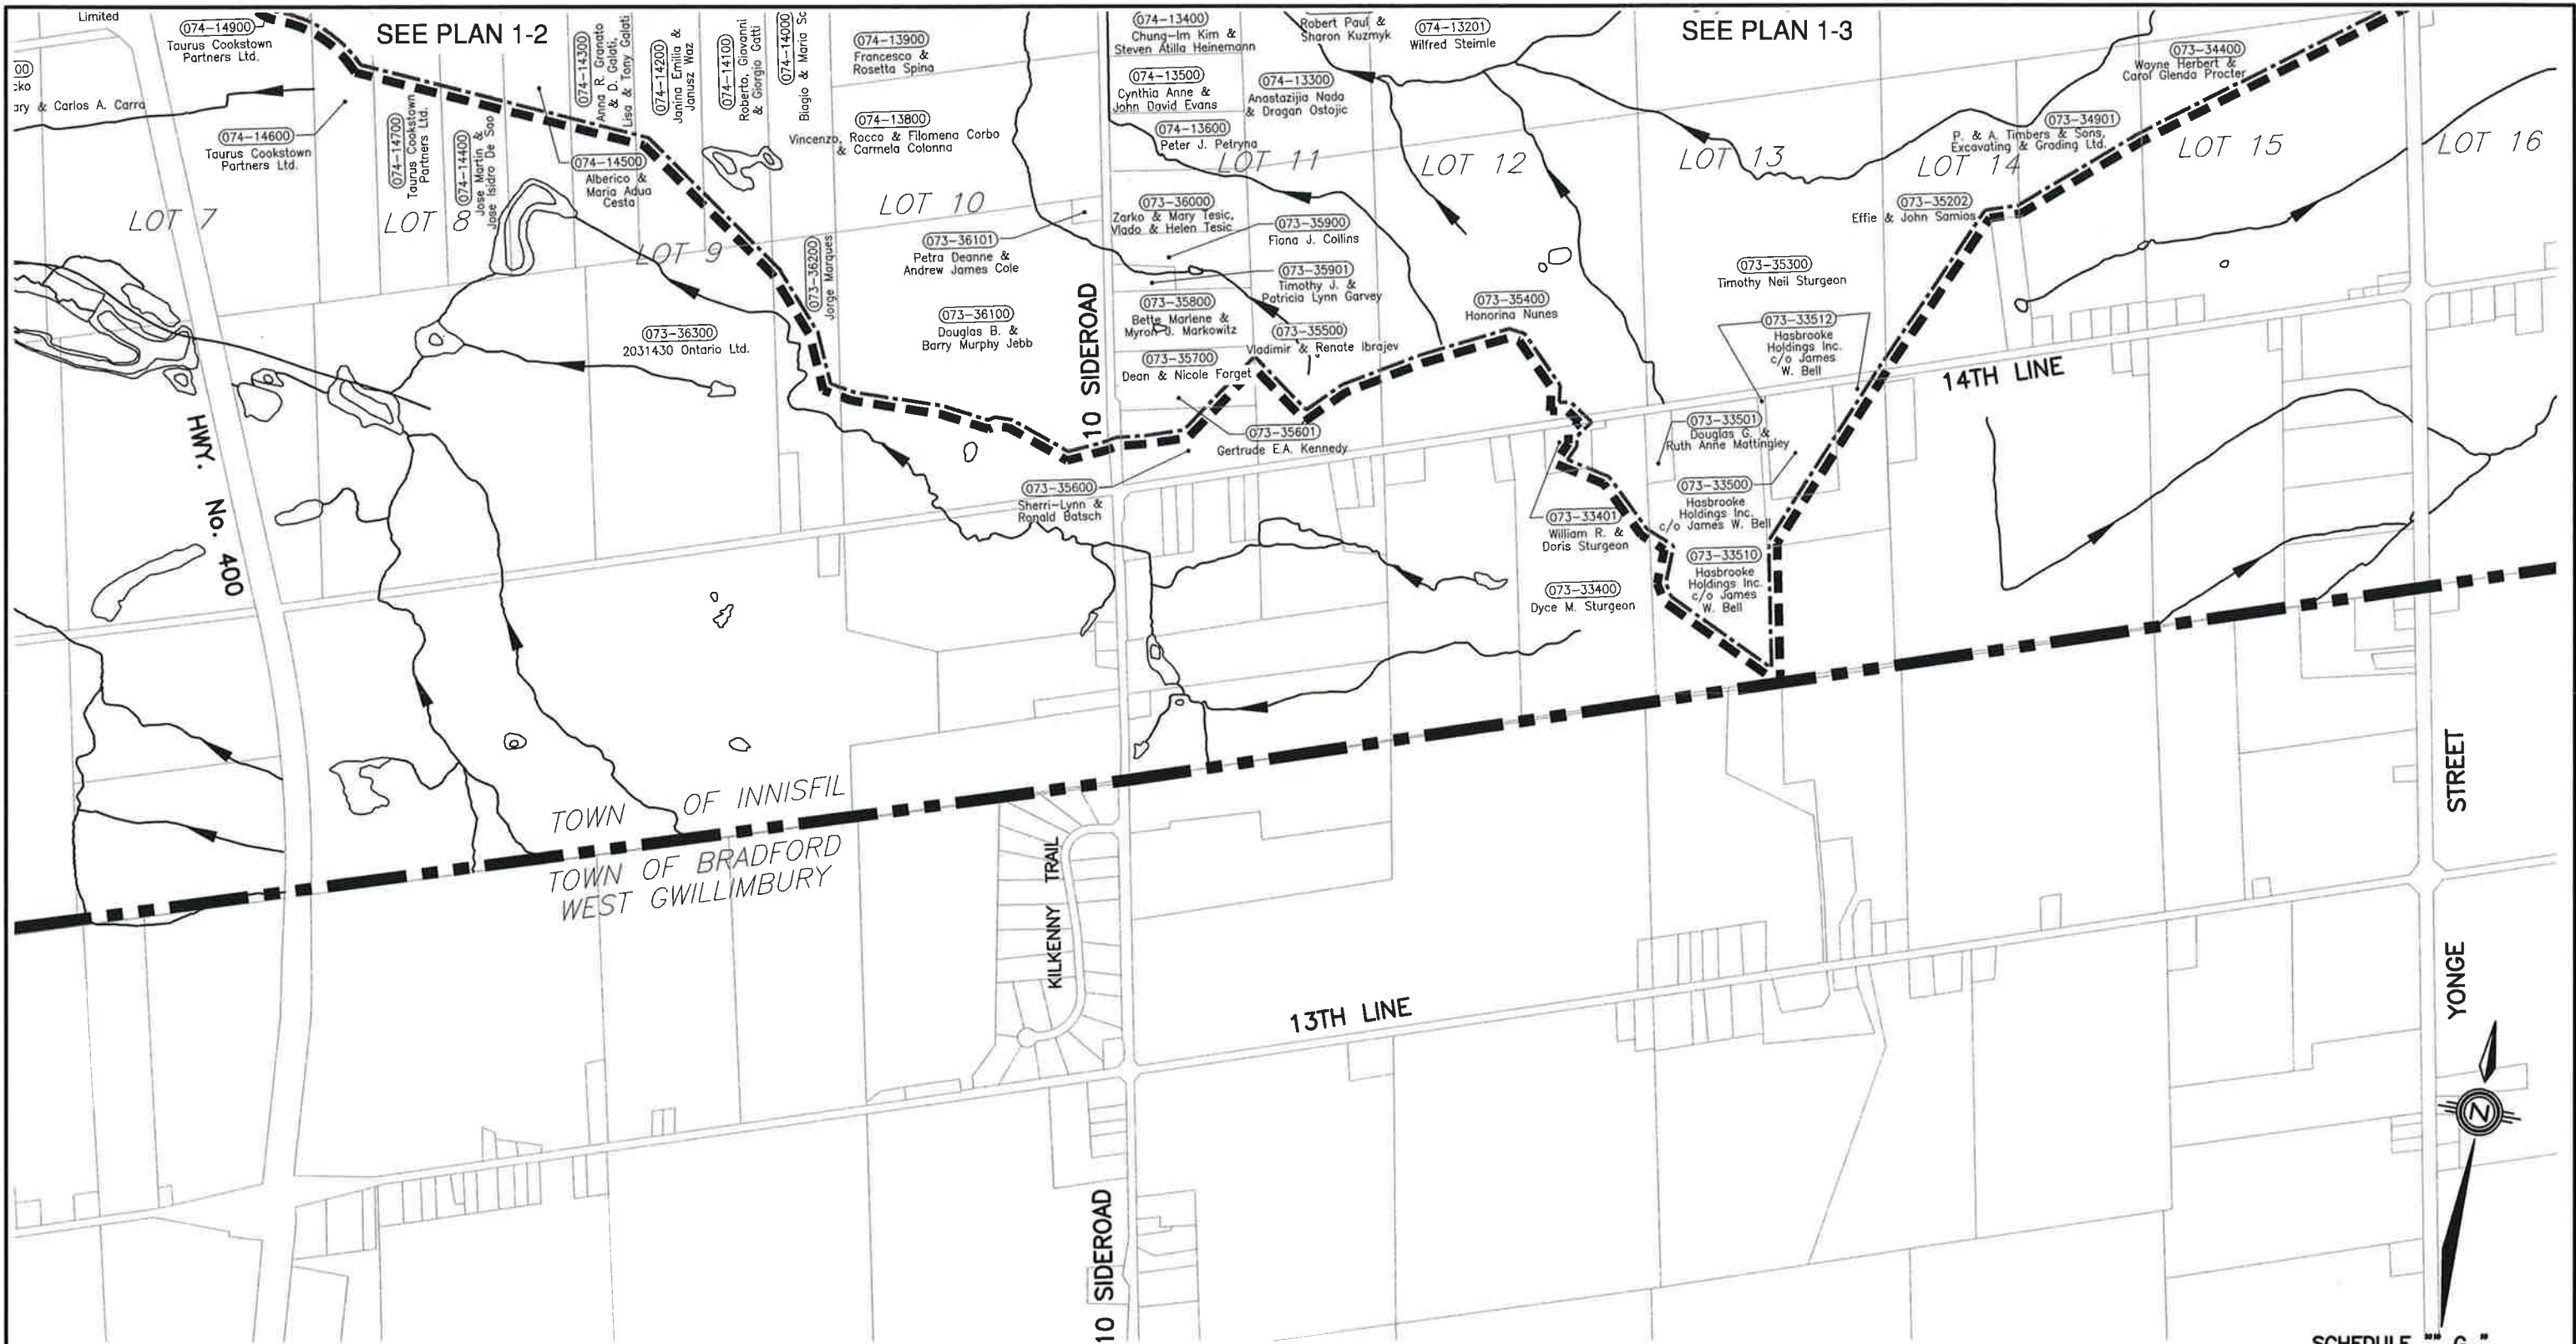 Limited
074-14900
Taurus Cookstown
Partners Ltd.
SEE PLAN 1-2
00
cko
ary & Carlos A. Carra
074-14600
Taurus Cookstown
Partners Ltd.
074-14700
Taurus Cookstown
Partners Ltd.
074-14400
Jose Martin &
Jose Isidro De Sao
074-14500
Alberico &
Maria Adua
Cesta
074-14300
Anna R. Granato
& D. Galati,
Lisa & Tony Galati
074-14200
Janina Emilia &
Janusz Waz
074-14100
Roberto, Giovanni
& Giorgio Gatti
074-14000
Biagio & Maria Sc
074-13900
Francesco &
Rosetta Spina
074-13800
Vincenzo, Rocco & Filomena Corbo
& Carmela Colonna
074-13400
Chung-Im Kim &
Steven Atilla Heinemann
074-13500
Cynthia Anne &
John David Evans
074-13600
Peter J. Petryna
Robert Paul &
Sharon Kuzmyk
074-13300
Anastazijia Nada
& Dragan Ostojic
074-13201
Wilfred Steimle
SEE PLAN 1-3
073-34400
Wayne Herbert &
Carol Glenda Procter
073-34901
P. & A. Timbers & Sons,
Excavating & Grading Ltd.
LOT 7
LOT 8
LOT 9
LOT 10
LOT 11
LOT 12
LOT 13
LOT 14
LOT 15
LOT 16
073-35202
Effie & John Samios
073-36000
Zarko & Mary Tesic,
Vlado & Helen Tesic
073-35900
Fiona J. Collins
073-36101
Petra Deanne &
Andrew James Cole
073-36200
Jorge Marques
073-35901
Timothy J. &
Patricia Lynn Garvey
073-35300
Timothy Neil Sturgeon
073-36300
2031430 Ontario Ltd.
073-36100
Douglas B. &
Barry Murphy Jebb
10 SIDEROAD
073-35800
Bette Marlene &
Myron J. Markowitz
073-35500
Vladimir & Renate Ibrajev
073-35400
Honorina Nunes
073-33512
Hasbrooke
Holdings Inc.
c/o James
W. Bell
073-35700
Dean & Nicole Forget
14TH LINE
073-35601
Gertrude E.A. Kennedy
073-33501
Douglas G. &
Ruth Anne Mattingley
073-35600
Sherri-Lynn &
Ronald Batsch
073-33500
Hasbrooke
Holdings Inc.
c/o James W. Bell
073-33401
William R. &
Doris Sturgeon
073-33510
Hasbrooke
Holdings Inc.
c/o James
W. Bell
073-33400
Dyce M. Sturgeon
HWY. No. 400
TOWN OF INNISFIL
TOWN OF BRADFORD
WEST GWILLIMBURY
KILKENNY TRAIL
13TH LINE
YONGE STREET
10 SIDEROAD
N
SCHEDULE "" G "